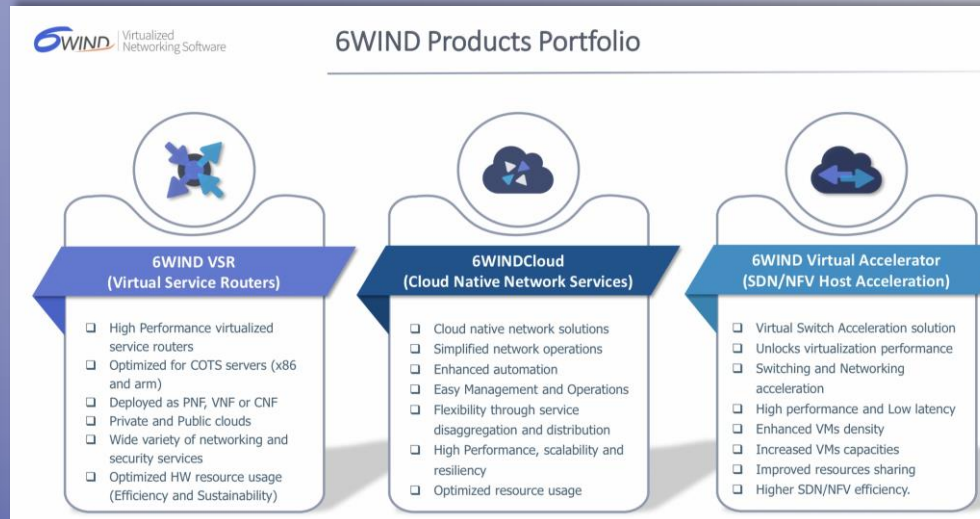 6WIND
Virtualized
Networking Software
6WIND Products Portfolio
6WIND VSR
(Virtual Service Routers)
High Performance virtualized
service routers
Optimized for COTS servers (x86
and arm)
Deployed as PNF, VNF or CNF
Private and Public clouds
Wide variety of networking and
security services
Optimized HW resource usage
(Efficiency and Sustainability)
6WINDCloud
(Cloud Native Network Services)
Cloud native network solutions
Simplified network operations
Enhanced automation
Easy Management and Operations
Flexibility through service
disaggregation and distribution
High Performance, scalability and
resiliency
Optimized resource usage
6WIND Virtual Accelerator
(SDN/NFV Host Acceleration)
Virtual Switch Acceleration solution
Unlocks virtualization performance
Switching and Networking
acceleration
High performance and Low latency
Enhanced VMs density
Increased VMs capacities
Improved resources sharing
Higher SDN/NFV efficiency.